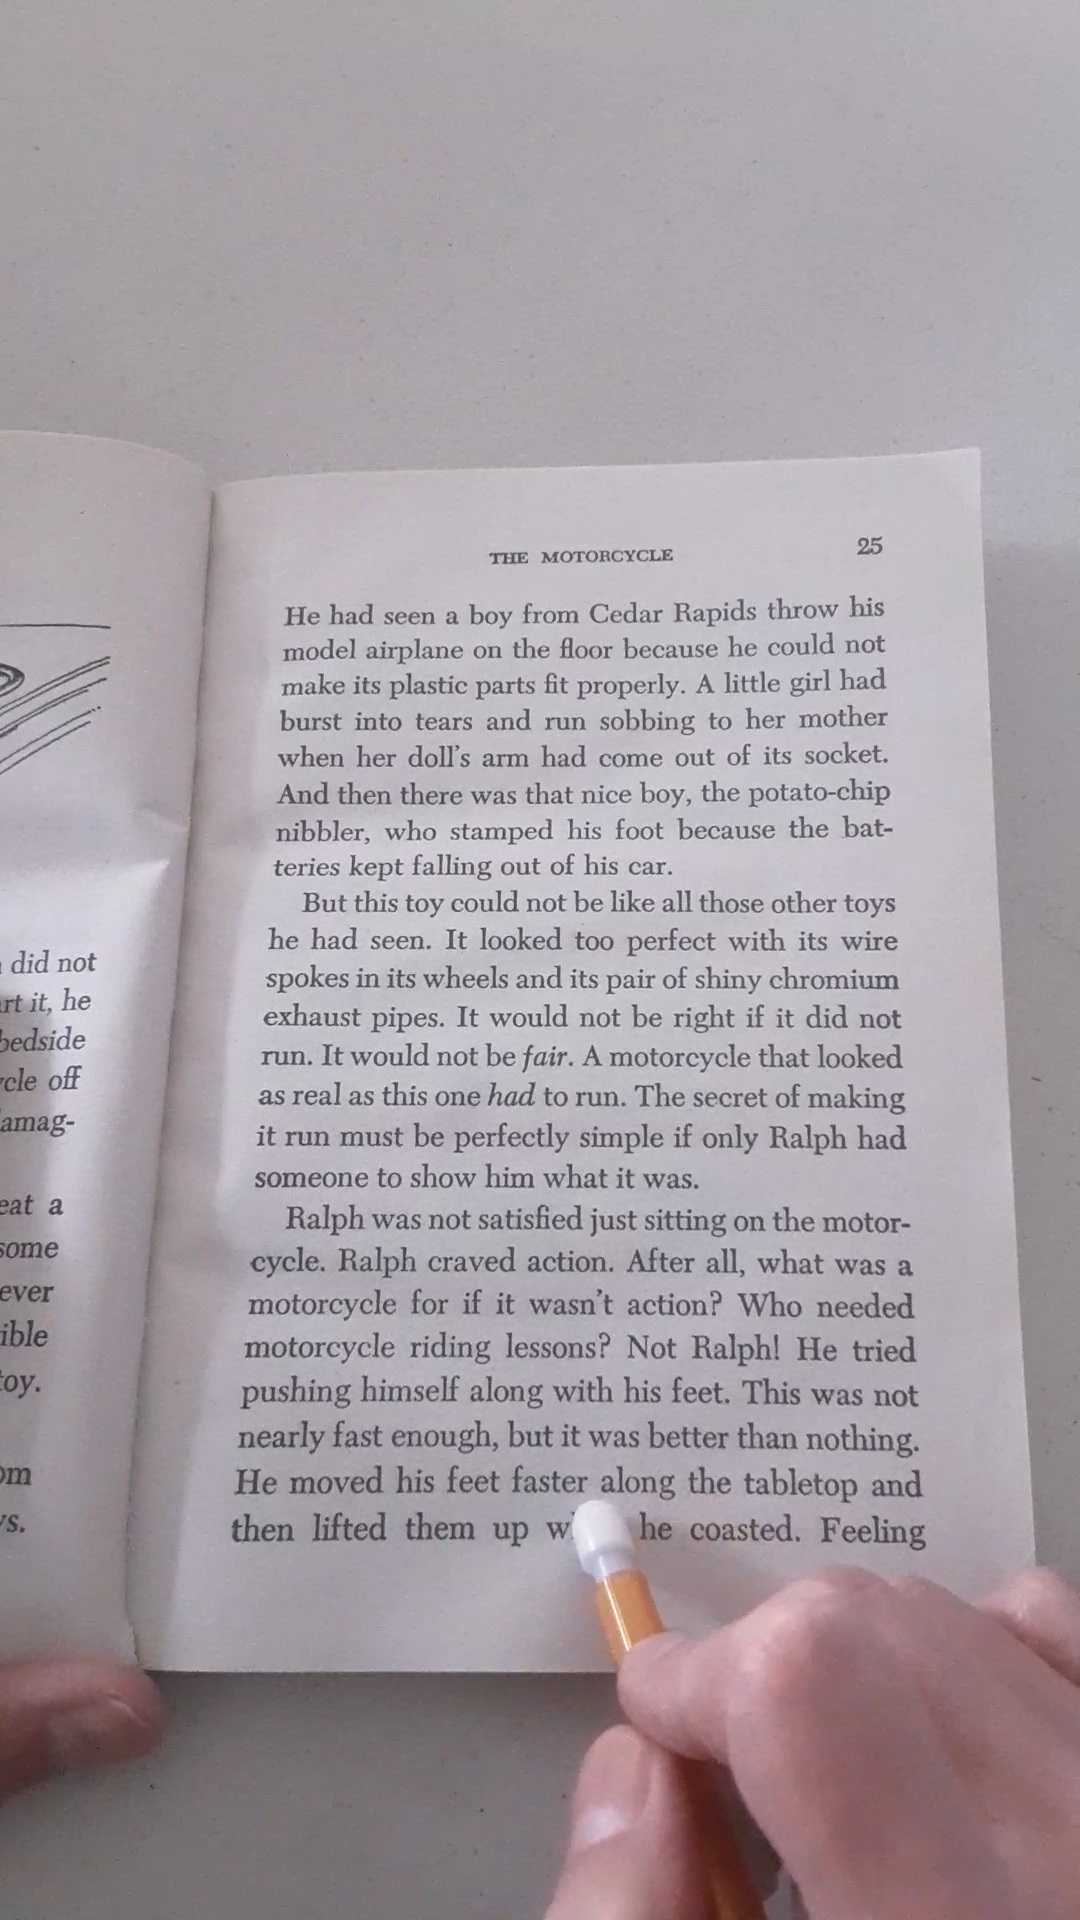 did not
rt it, he
bedside
cle off
amag-
eat a
some
ever
ible
oy.
om
s.
THE MOTORCYCLE 25
He had seen a boy from Cedar Rapids throw his
model airplane on the floor because he could not
make its plastic parts fit properly. A little girl had
burst into tears and run sobbing to her mother
when her doll's arm had come out of its socket.
And then there was that nice boy, the potato-chip
nibbler, who stamped his foot because the bat-
teries kept falling out of his car.
But this toy could not be like all those other toys
he had seen. It looked too perfect with its wire
spokes in its wheels and its pair of shiny chromium
exhaust pipes. It would not be right if it did not
run. It would not be fair. A motorcycle that looked
as real as this one had to run. The secret of making
it run must be perfectly simple if only Ralph had
someone to show him what it was.
Ralph was not satisfied just sitting on the motor-
cycle. Ralph craved action. After all, what was a
motorcycle for if it wasn't action? Who needed
motorcycle riding lessons? Not Ralph! He tried
pushing himself along with his feet. This was not
nearly fast enough, but it was better than nothing.
He moved his feet faster along the tabletop and
then lifted them up he coasted. Feeling